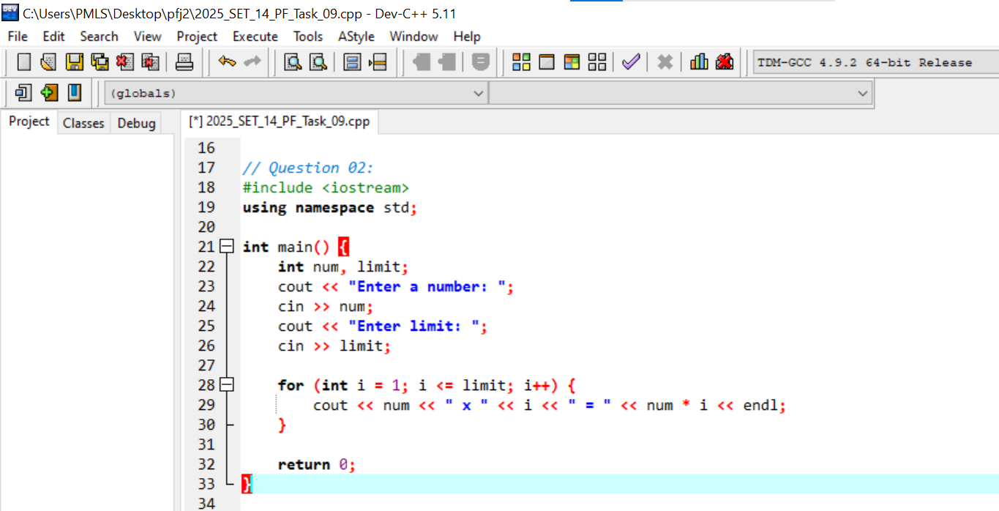 C:\Users\PMLS\Desktop\pfj2\2025_SET_14_PF_Task_09.cpp - Dev-C++ 5.11
File Edit Search View Project Execute Tools AStyle Window Help
TDM-GCC 4.9.2 64-bit Release
(globals)
Project Classes Debug [*] 2025_SET_14_PF_Task_09.cpp
16
17 // Question 02:
18 #include <iostream>
19 using namespace std;
20
21 int main() {
22     int num, limit;
23     cout << "Enter a number: ";
24     cin >> num;
25     cout << "Enter limit: ";
26     cin >> limit;
27
28     for (int i = 1; i <= limit; i++) {
29         cout << num << " x " << i << " = " << num * i << endl;
30     }
31
32     return 0;
33 }
34